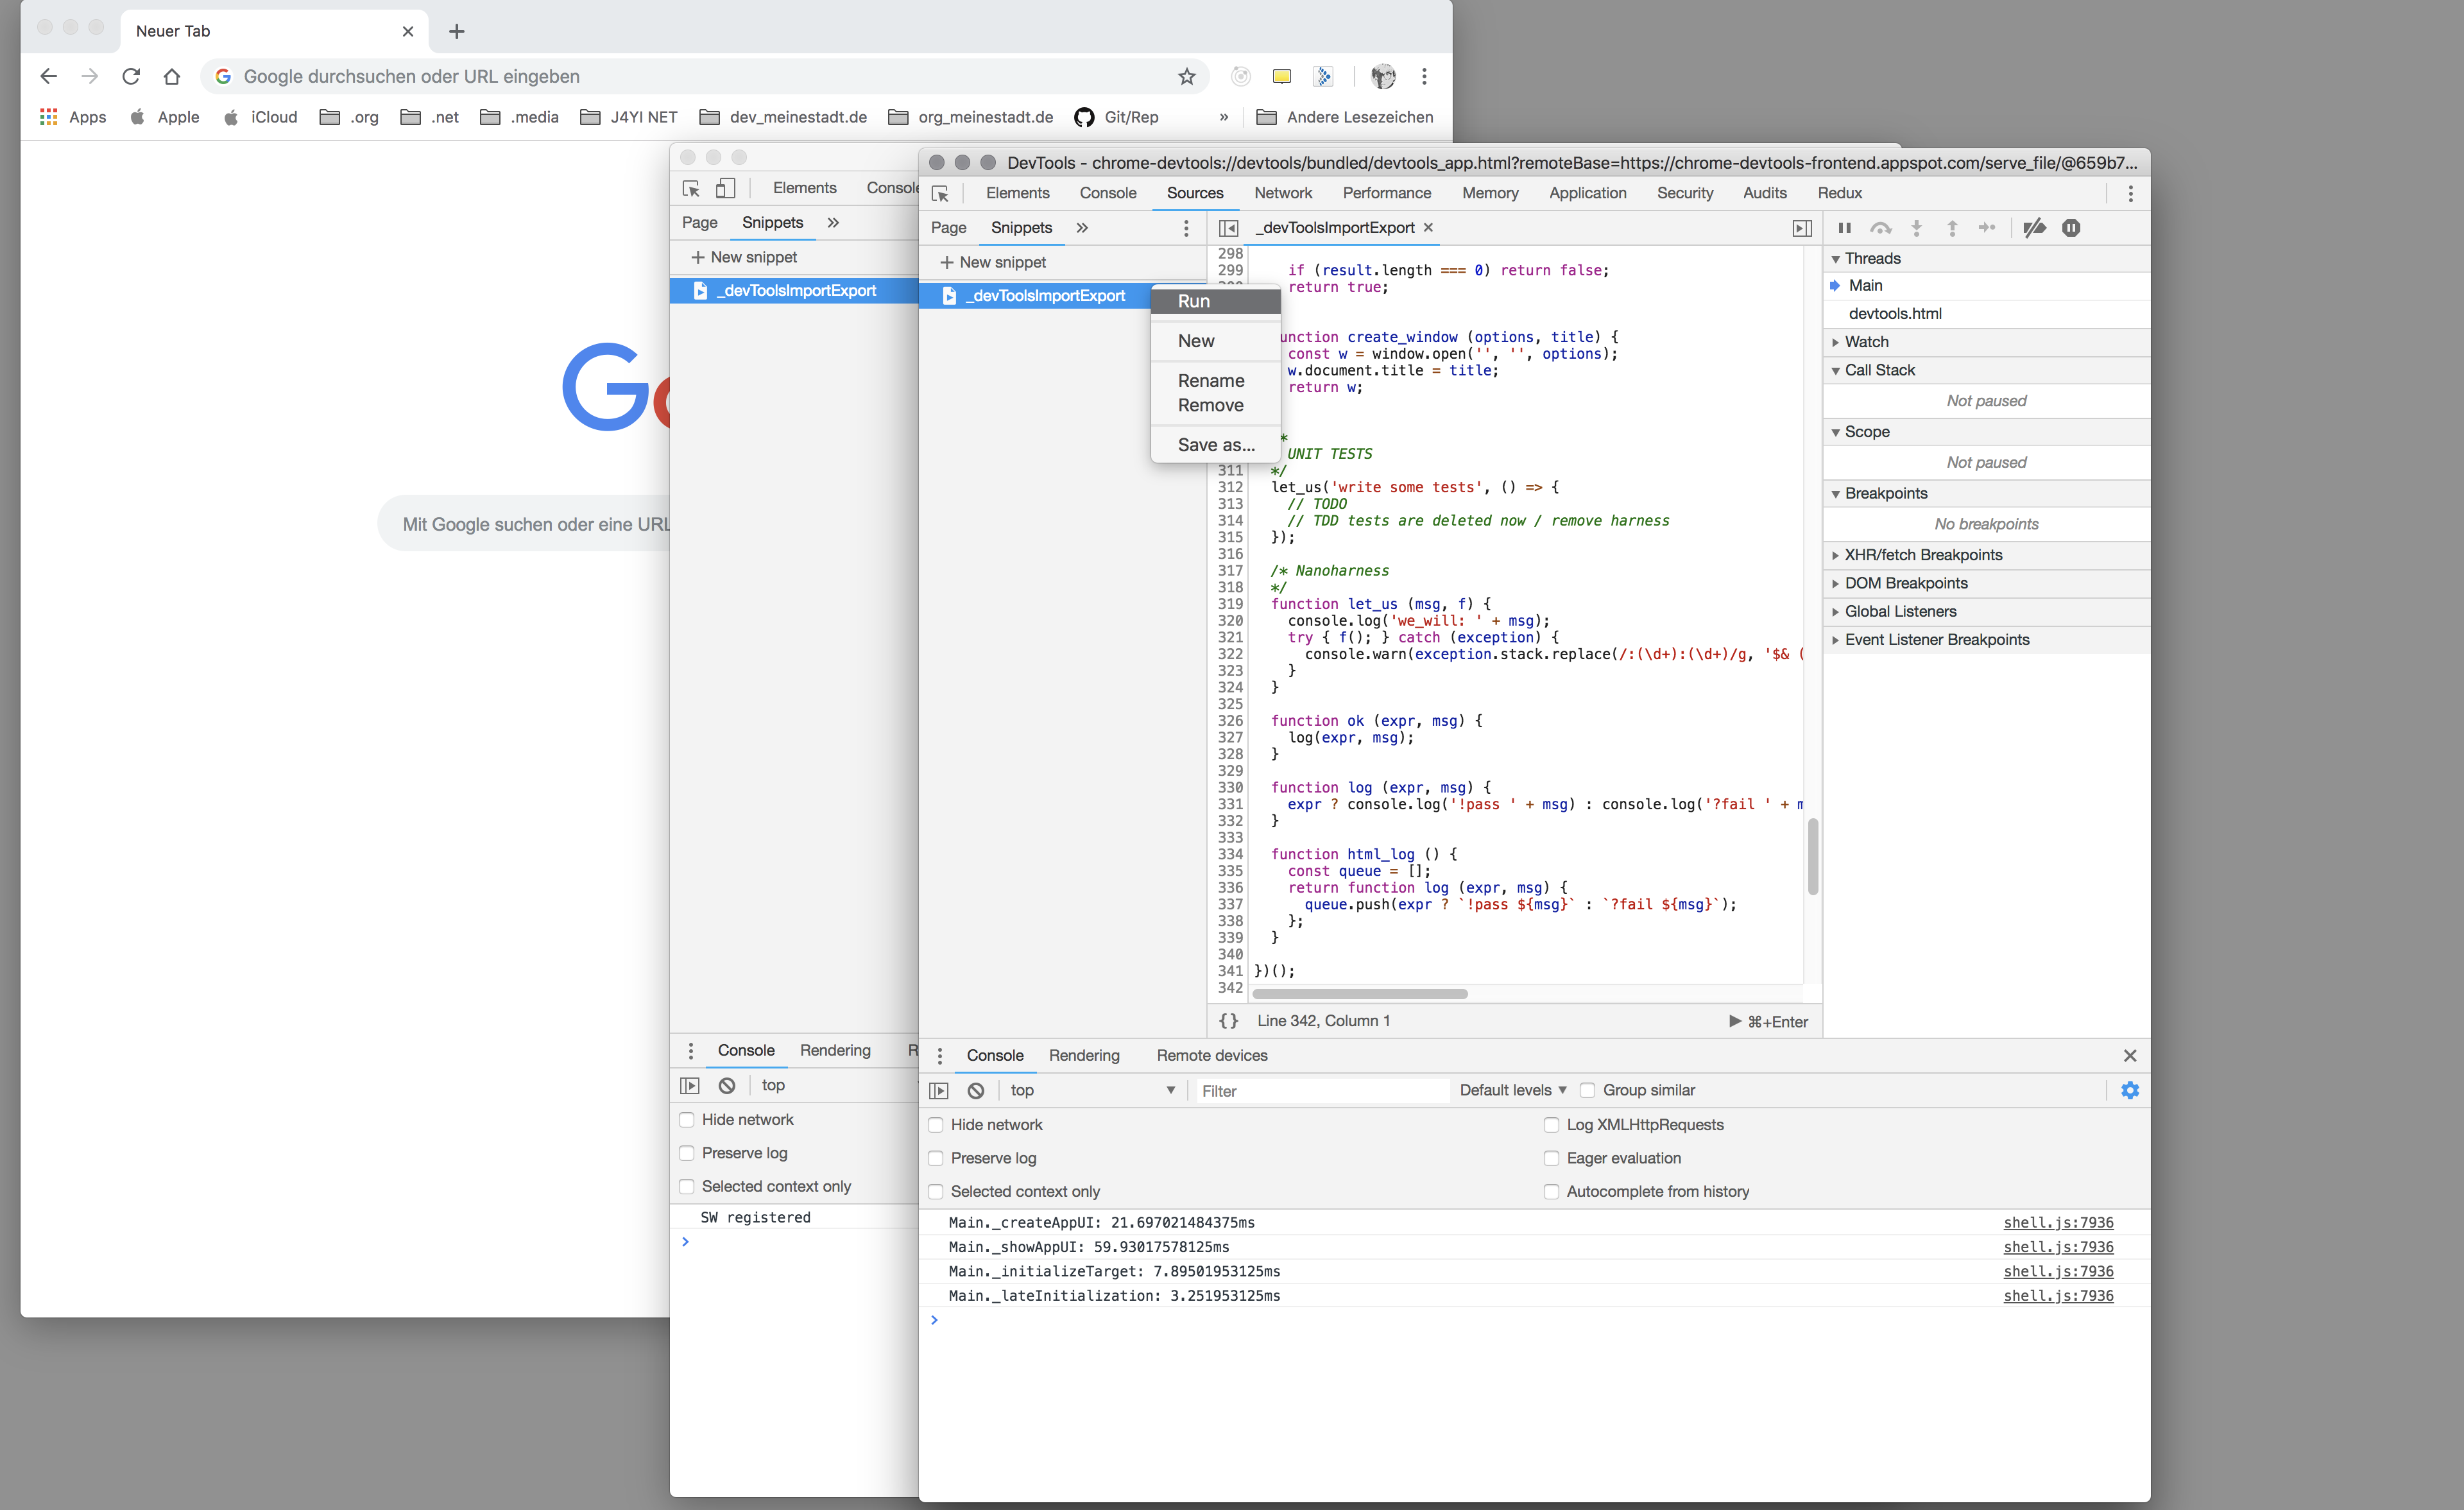 Neuer Tab
Google durchsuchen oder URL eingeben
Apps Apple iCloud .org .net .media J4YI NET dev_meinestadt.de org_meinestadt.de Git/Rep » Andere Lesezeichen
Mit Google suchen oder eine URL
Elements Console
Page Snippets »
+ New snippet
_devToolsImportExport
Console Rendering R
top
Hide network
Preserve log
Selected context only
SW registered
>
DevTools - chrome-devtools://devtools/bundled/devtools_app.html?remoteBase=https://chrome-devtools-frontend.appspot.com/serve_file/@659b7...
Elements Console Sources Network Performance Memory Application Security Audits Redux
Page Snippets »
+ New snippet
_devToolsImportExport
Run
New
Rename
Remove
Save as...
_devToolsImportExport ×
298
299 if (result.length === 0) return false;
return true;
unction create_window (options, title) {
const w = window.open('', '', options);
w.document.title = title;
return w;
*
UNIT TESTS
311 */
312 let_us('write some tests', () => {
313 // TODO
314 // TDD tests are deleted now / remove harness
315 });
316
317 /* Nanoharness
318 */
319 function let_us (msg, f) {
320 console.log('we_will: ' + msg);
321 try { f(); } catch (exception) {
322 console.warn(exception.stack.replace(/:(\d+):(\d+)/g, '$& (
323 }
324 }
325
326 function ok (expr, msg) {
327 log(expr, msg);
328 }
329
330 function log (expr, msg) {
331 expr ? console.log('!pass ' + msg) : console.log('?fail ' + m
332 }
333
334 function html_log () {
335 const queue = [];
336 return function log (expr, msg) {
337 queue.push(expr ? `!pass ${msg}` : `?fail ${msg}`);
338 };
339 }
340
341 })();
342
{} Line 342, Column 1 ⌘+Enter
Threads
Main
devtools.html
Watch
Call Stack
Not paused
Scope
Not paused
Breakpoints
No breakpoints
XHR/fetch Breakpoints
DOM Breakpoints
Global Listeners
Event Listener Breakpoints
Console Rendering Remote devices
top Filter Default levels ▼ Group similar
Hide network Log XMLHttpRequests
Preserve log Eager evaluation
Selected context only Autocomplete from history
Main._createAppUI: 21.697021484375ms shell.js:7936
Main._showAppUI: 59.93017578125ms shell.js:7936
Main._initializeTarget: 7.89501953125ms shell.js:7936
Main._lateInitialization: 3.251953125ms shell.js:7936
>